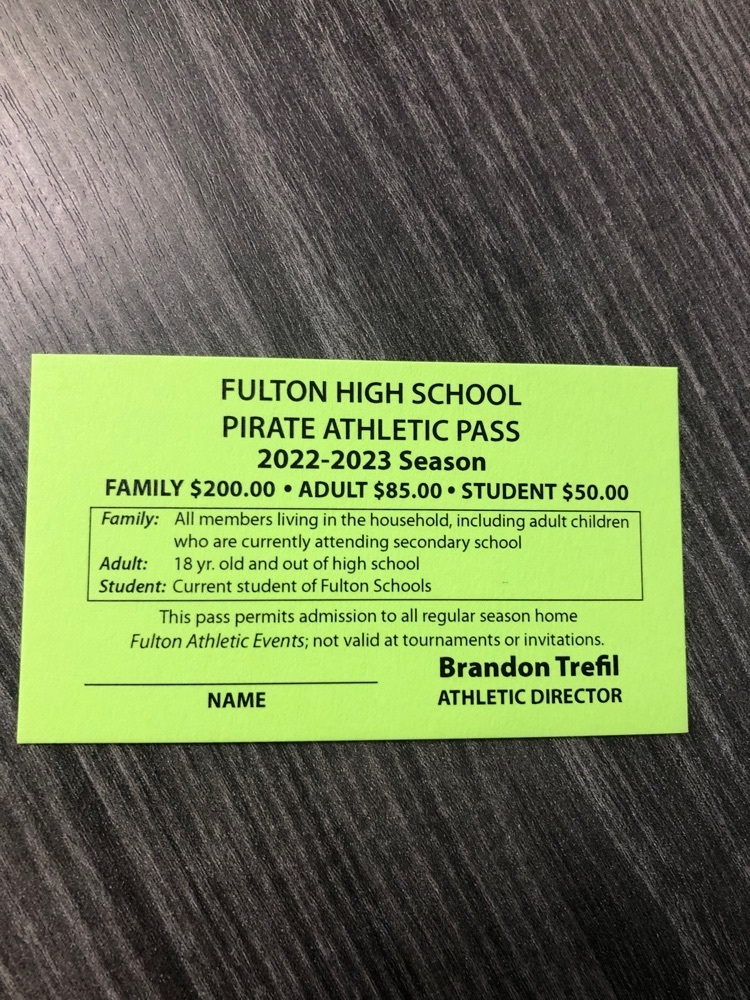 FULTON HIGH SCHOOL
PIRATE ATHLETIC PASS
2022-2023 Season
FAMILY $200.00 • ADULT $85.00 • STUDENT $50.00
Family: All members living in the household, including adult children
who are currently attending secondary school
Adult: 18 yr. old and out of high school
Student: Current student of Fulton Schools
This pass permits admission to all regular season home
Fulton Athletic Events; not valid at tournaments or invitations.
Brandon Trefil
NAME ATHLETIC DIRECTOR